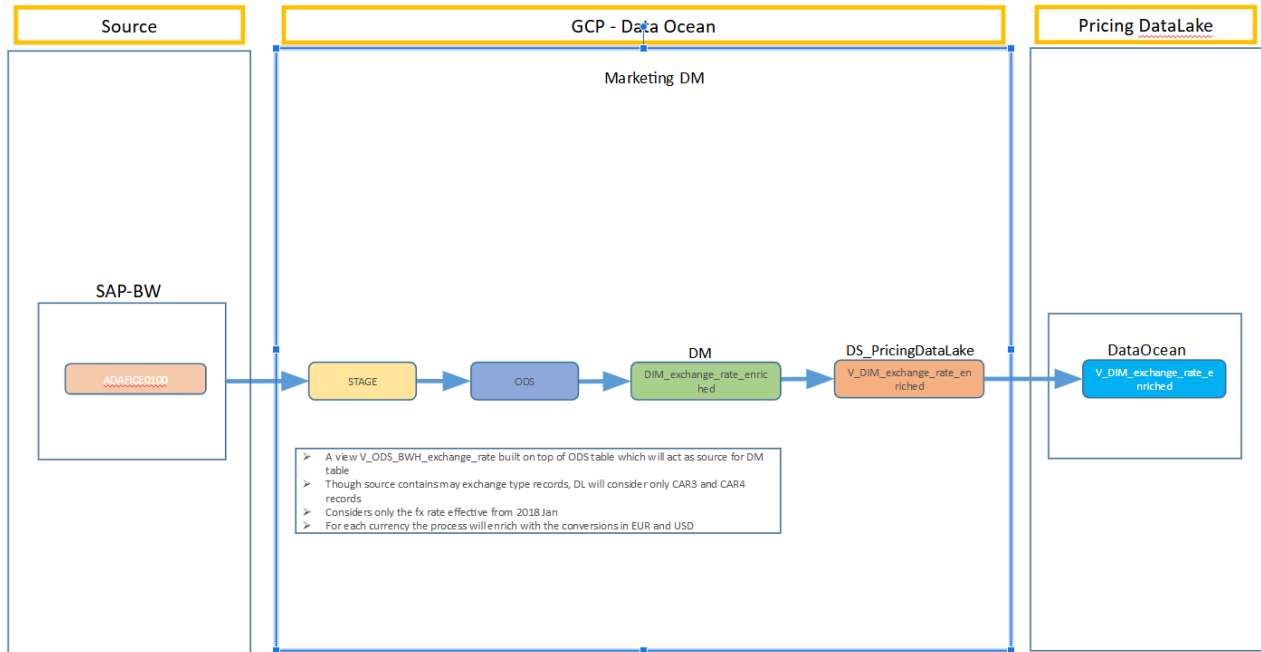 Source
GCP - Data Ocean
Pricing DataLake
Marketing DM
SAP-BW
ADAFICE0100
STAGE
ODS
DM
DIM_exchange_rate_enric
hed
DS_PricingDataLake
V_DIM_exchange_rate_en
riched
DataOcean
V_DIM_exchange_rate_e
nriched
➢ A view V_ODS_BWH_exchange_rate built on top of ODS table which will act as source for DM
table
➢ Though source contains may exchange type records, DL will consider only CAR3 and CAR4
records
➢ Considers only the fx rate effective from 2018 Jan
➢ For each currency the process will enrich with the conversions in EUR and USD